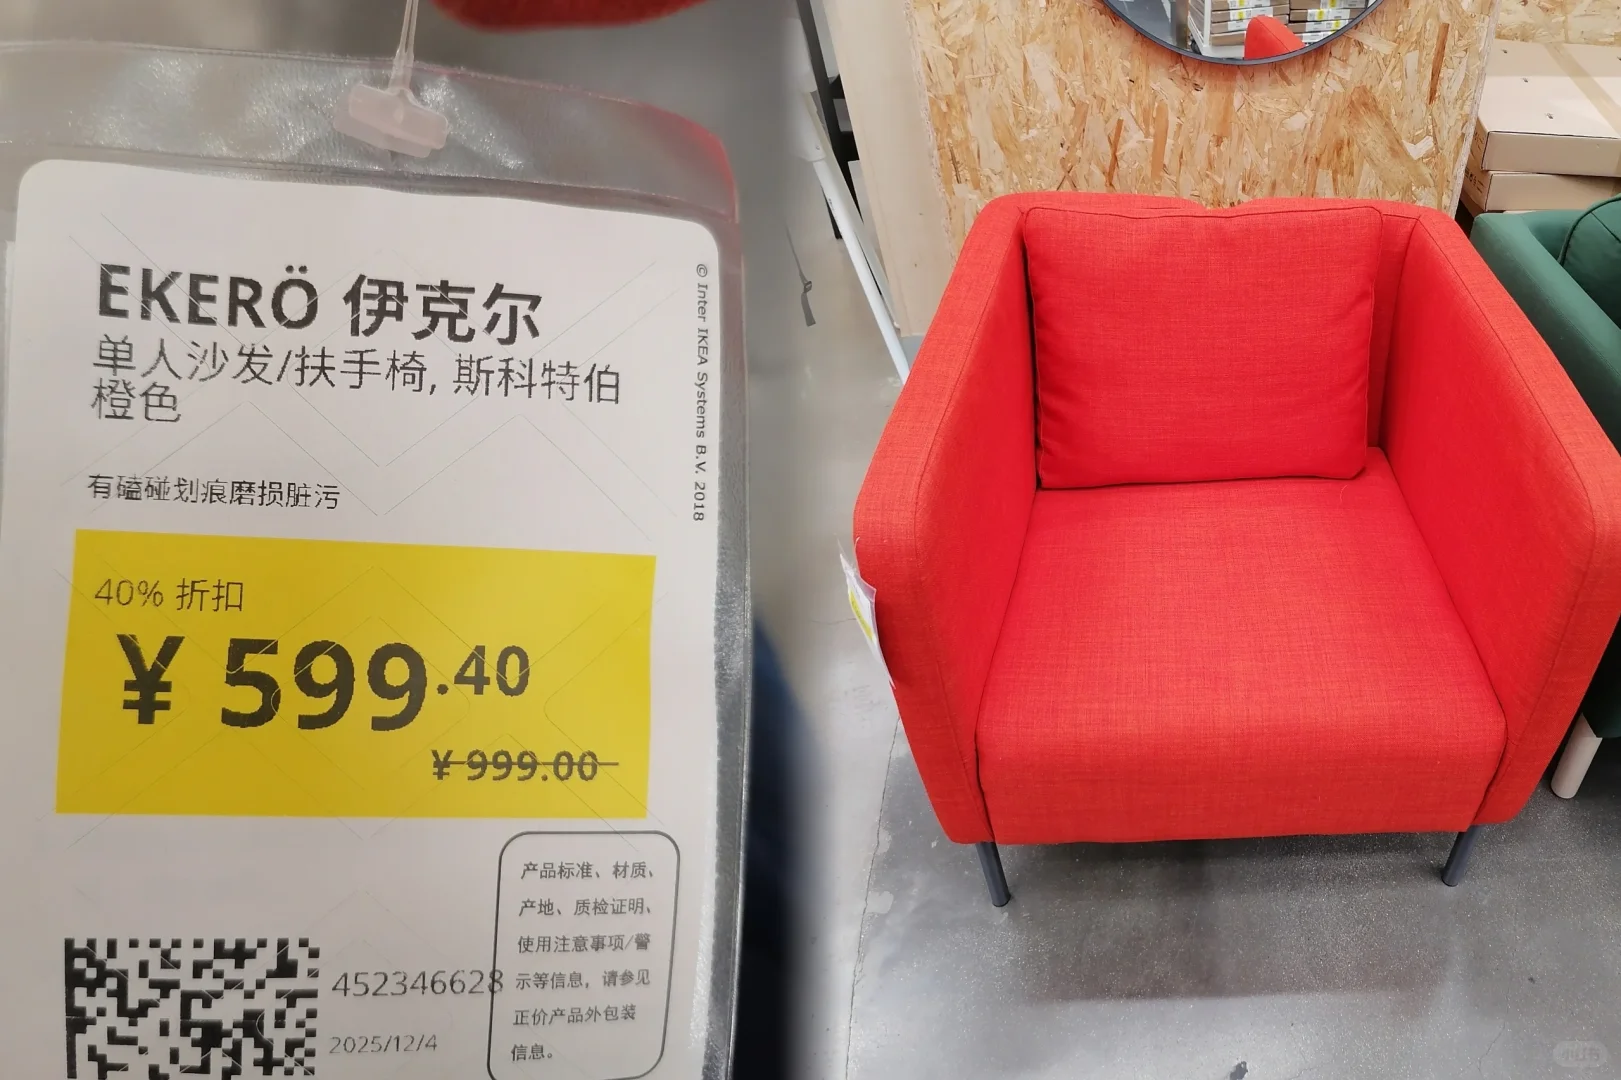 EKERÖ 伊克尔
单人沙发/扶手椅, 斯科特伯
橙色
有磕碰划痕磨损脏污
40% 折扣
¥ 599.40
¥ 999.00
© Inter IKEA Systems B.V. 2018
452346628
2025/12/4
产品标准、材质、
产地、质检证明、
使用注意事项/警
示等信息，请参见
正价产品外包装
信息。
小红书